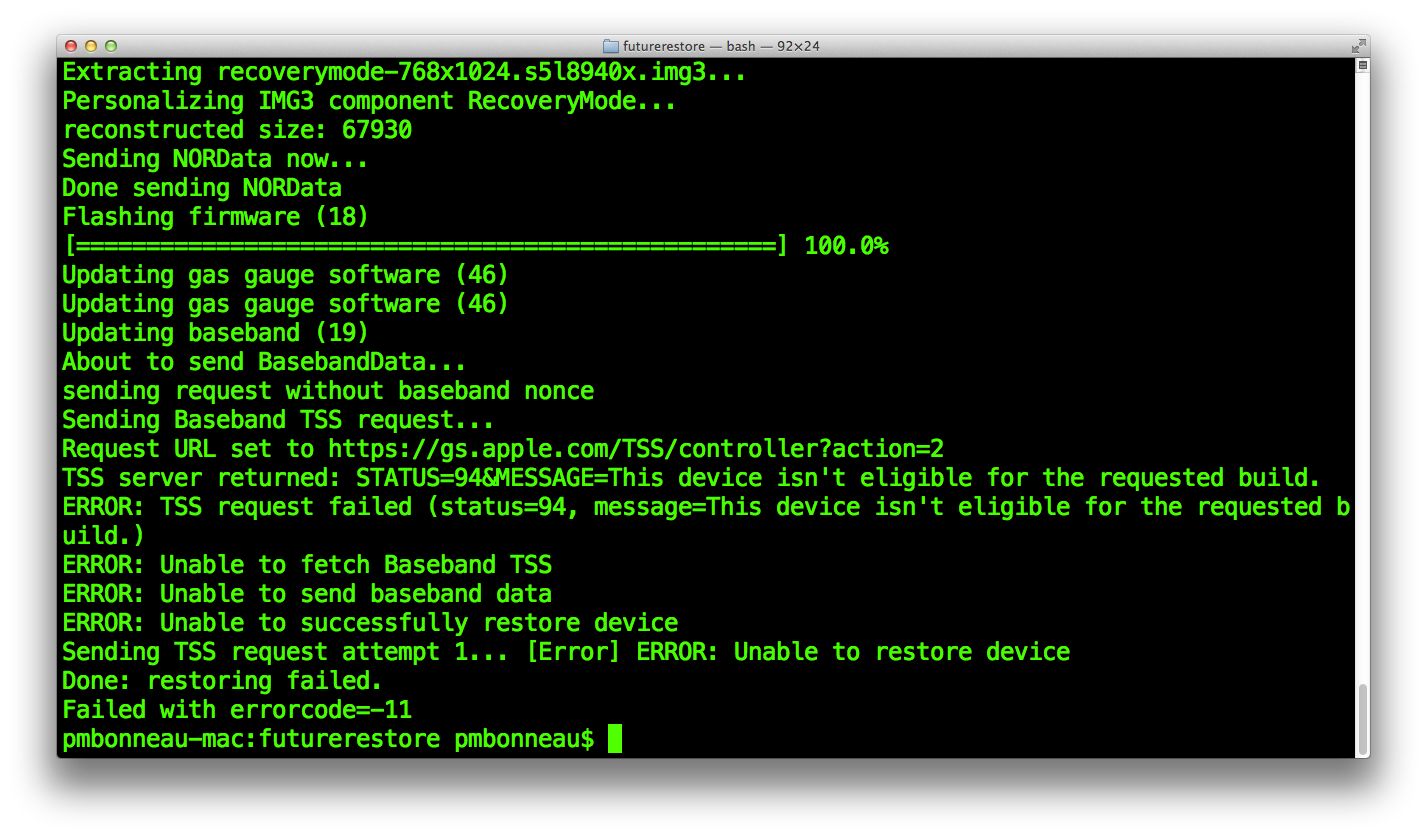 futurerestore — bash — 92×24
Extracting recoverymode-768x1024.s5l8940x.img3...
Personalizing IMG3 component RecoveryMode...
reconstructed size: 67930
Sending NORData now...
Done sending NORData
Flashing firmware (18)
[==================================================] 100.0%
Updating gas gauge software (46)
Updating gas gauge software (46)
Updating baseband (19)
About to send BasebandData...
sending request without baseband nonce
Sending Baseband TSS request...
Request URL set to https://gs.apple.com/TSS/controller?action=2
TSS server returned: STATUS=94&MESSAGE=This device isn't eligible for the requested build.
ERROR: TSS request failed (status=94, message=This device isn't eligible for the requested b
uild.)
ERROR: Unable to fetch Baseband TSS
ERROR: Unable to send baseband data
ERROR: Unable to successfully restore device
Sending TSS request attempt 1... [Error] ERROR: Unable to restore device
Done: restoring failed.
Failed with errorcode=-11
pmbonneau-mac:futurerestore pmbonneau$